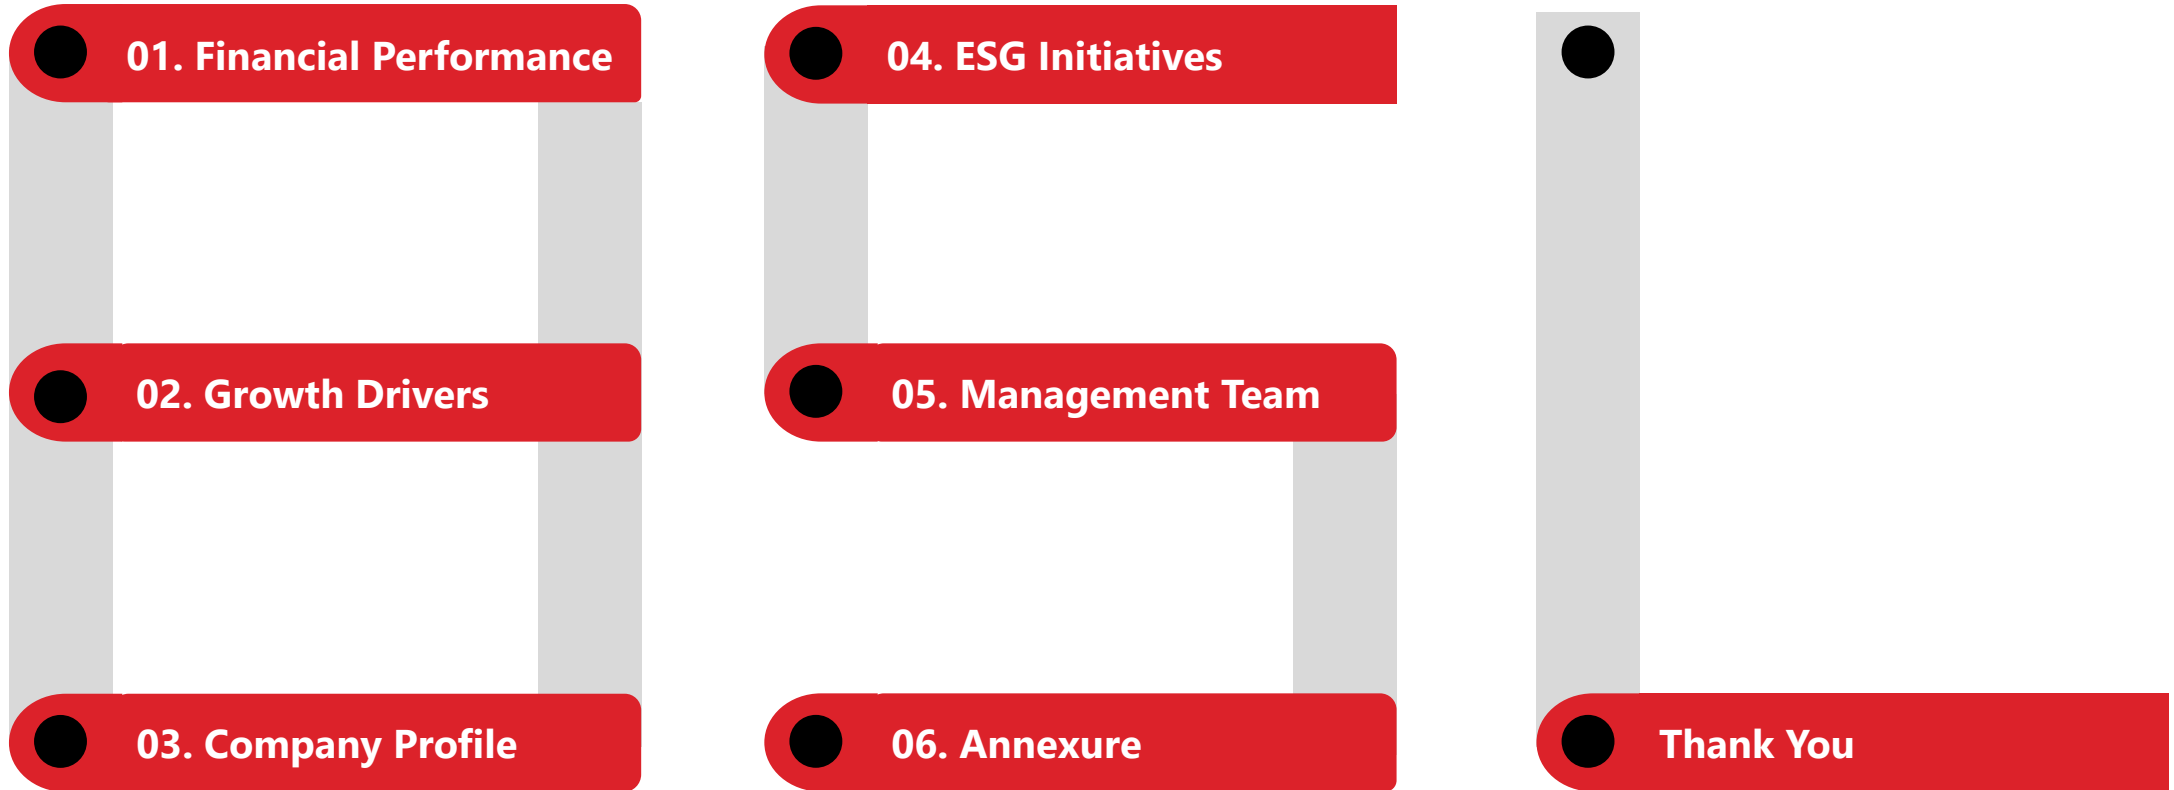 01. Financial Performance
02. Growth Drivers
03. Company Profile
04. ESG Initiatives
05. Management Team
06. Annexure
Thank You